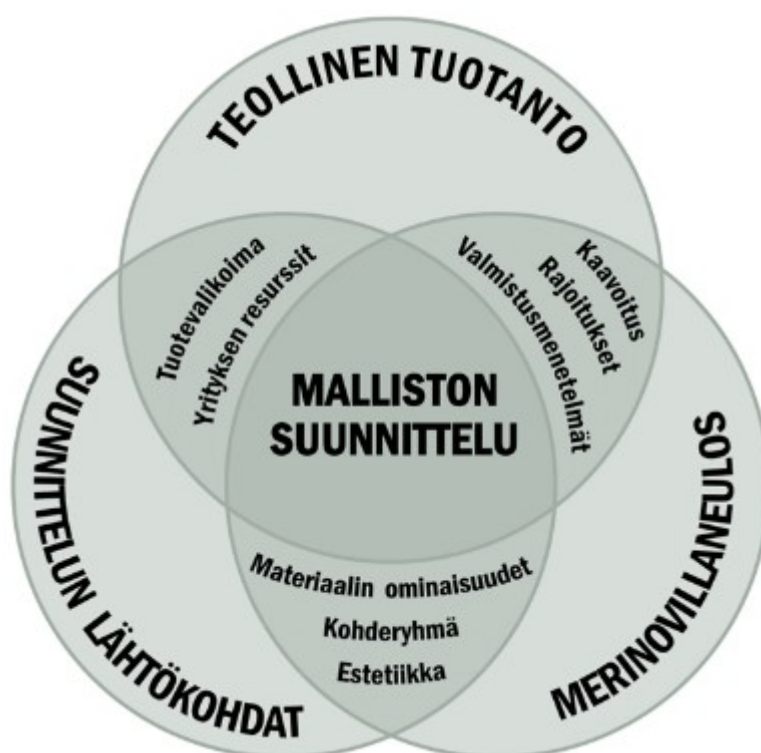 TEOLLINEN TUOTANTO
Tuotevalikoima
Yrityksen resurssit
Kaavoitus
Rajoitukset
Valmistusmenetelmät
MALLISTON
SUUNNITTELU
SUUNNITTELUN LÄHTÖKOHDAT
MERINOVILLANEULOS
Materiaalin ominaisuudet
Kohderyhmä
Estetiikka